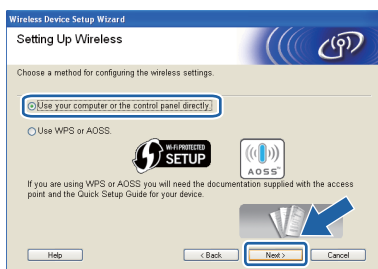 Wireless Device Setup Wizard
Setting Up Wireless
Choose a method for configuring the wireless settings.
Use your computer or the control panel directly.
Use WPS or AOSS.
Wi-Fi PROTECTED
SETUP
AOSS
If you are using WPS or AOSS you will need the documentation supplied with the access
point and the Quick Setup Guide for your device.
Help
< Back
Next >
Cancel